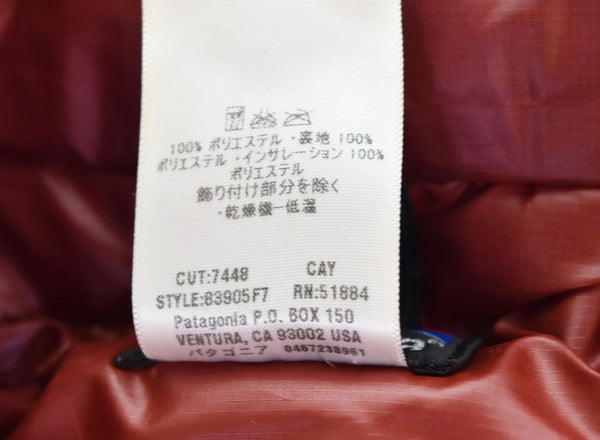 100% ポリエステル・裏地 100%
ポリエステル・インサレーション 100%
ポリエステル
飾り付け部分を除く
・乾燥機一低温
CUT:7448 CAY
STYLE:83905F7 RN:51884
Patagonia P.O. BOX 150
VENTURA, CA 93002 USA
パタゴニア 0467238961